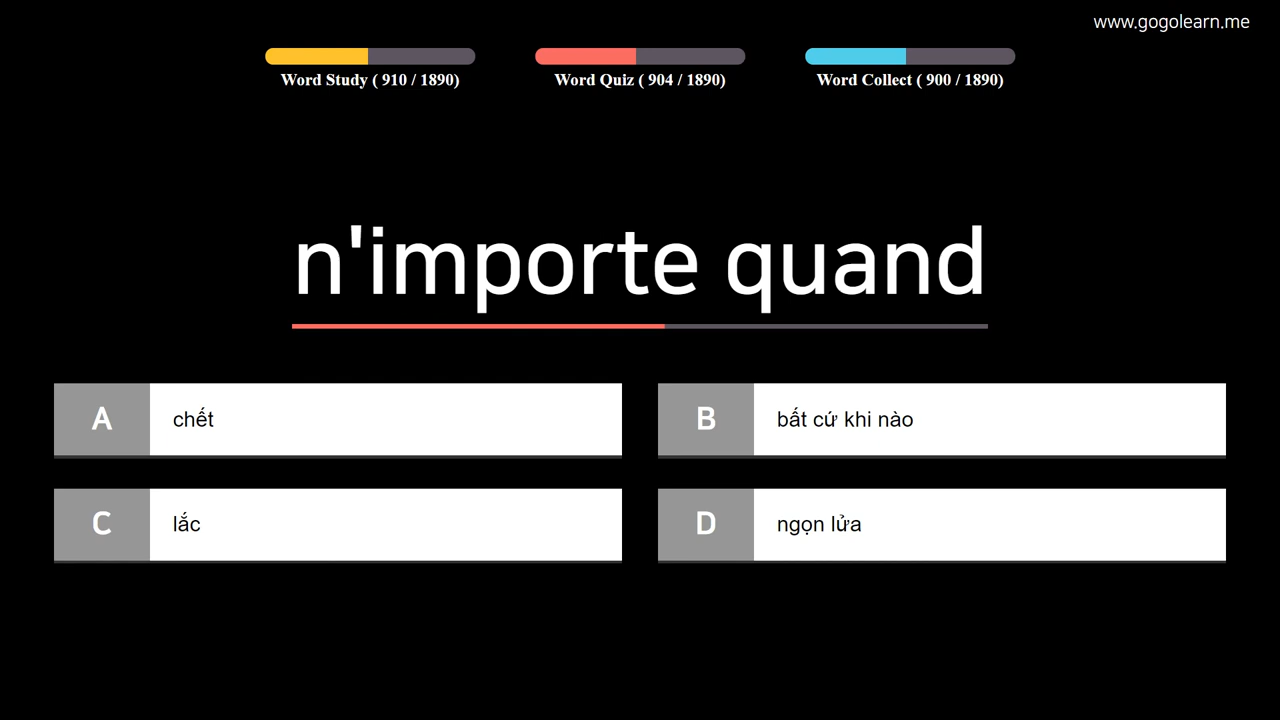 www.gogolearn.me
Word Study ( 910 / 1890)
Word Quiz ( 904 / 1890)
Word Collect ( 900 / 1890)
n'importe quand
A
chết
B
bất cứ khi nào
C
lắc
D
ngọn lửa